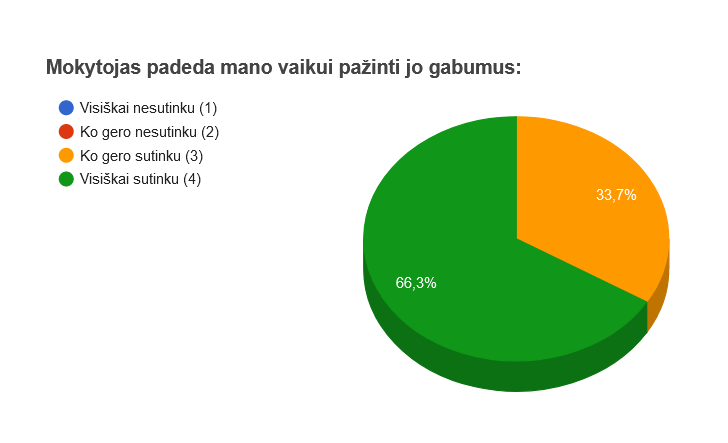 Mokytojas padeda mano vaikui pažinti jo gabumus:
Visiškai nesutinku (1)
Ko gero nesutinku (2)
Ko gero sutinku (3)
Visiškai sutinku (4)
33,7%
66,3%